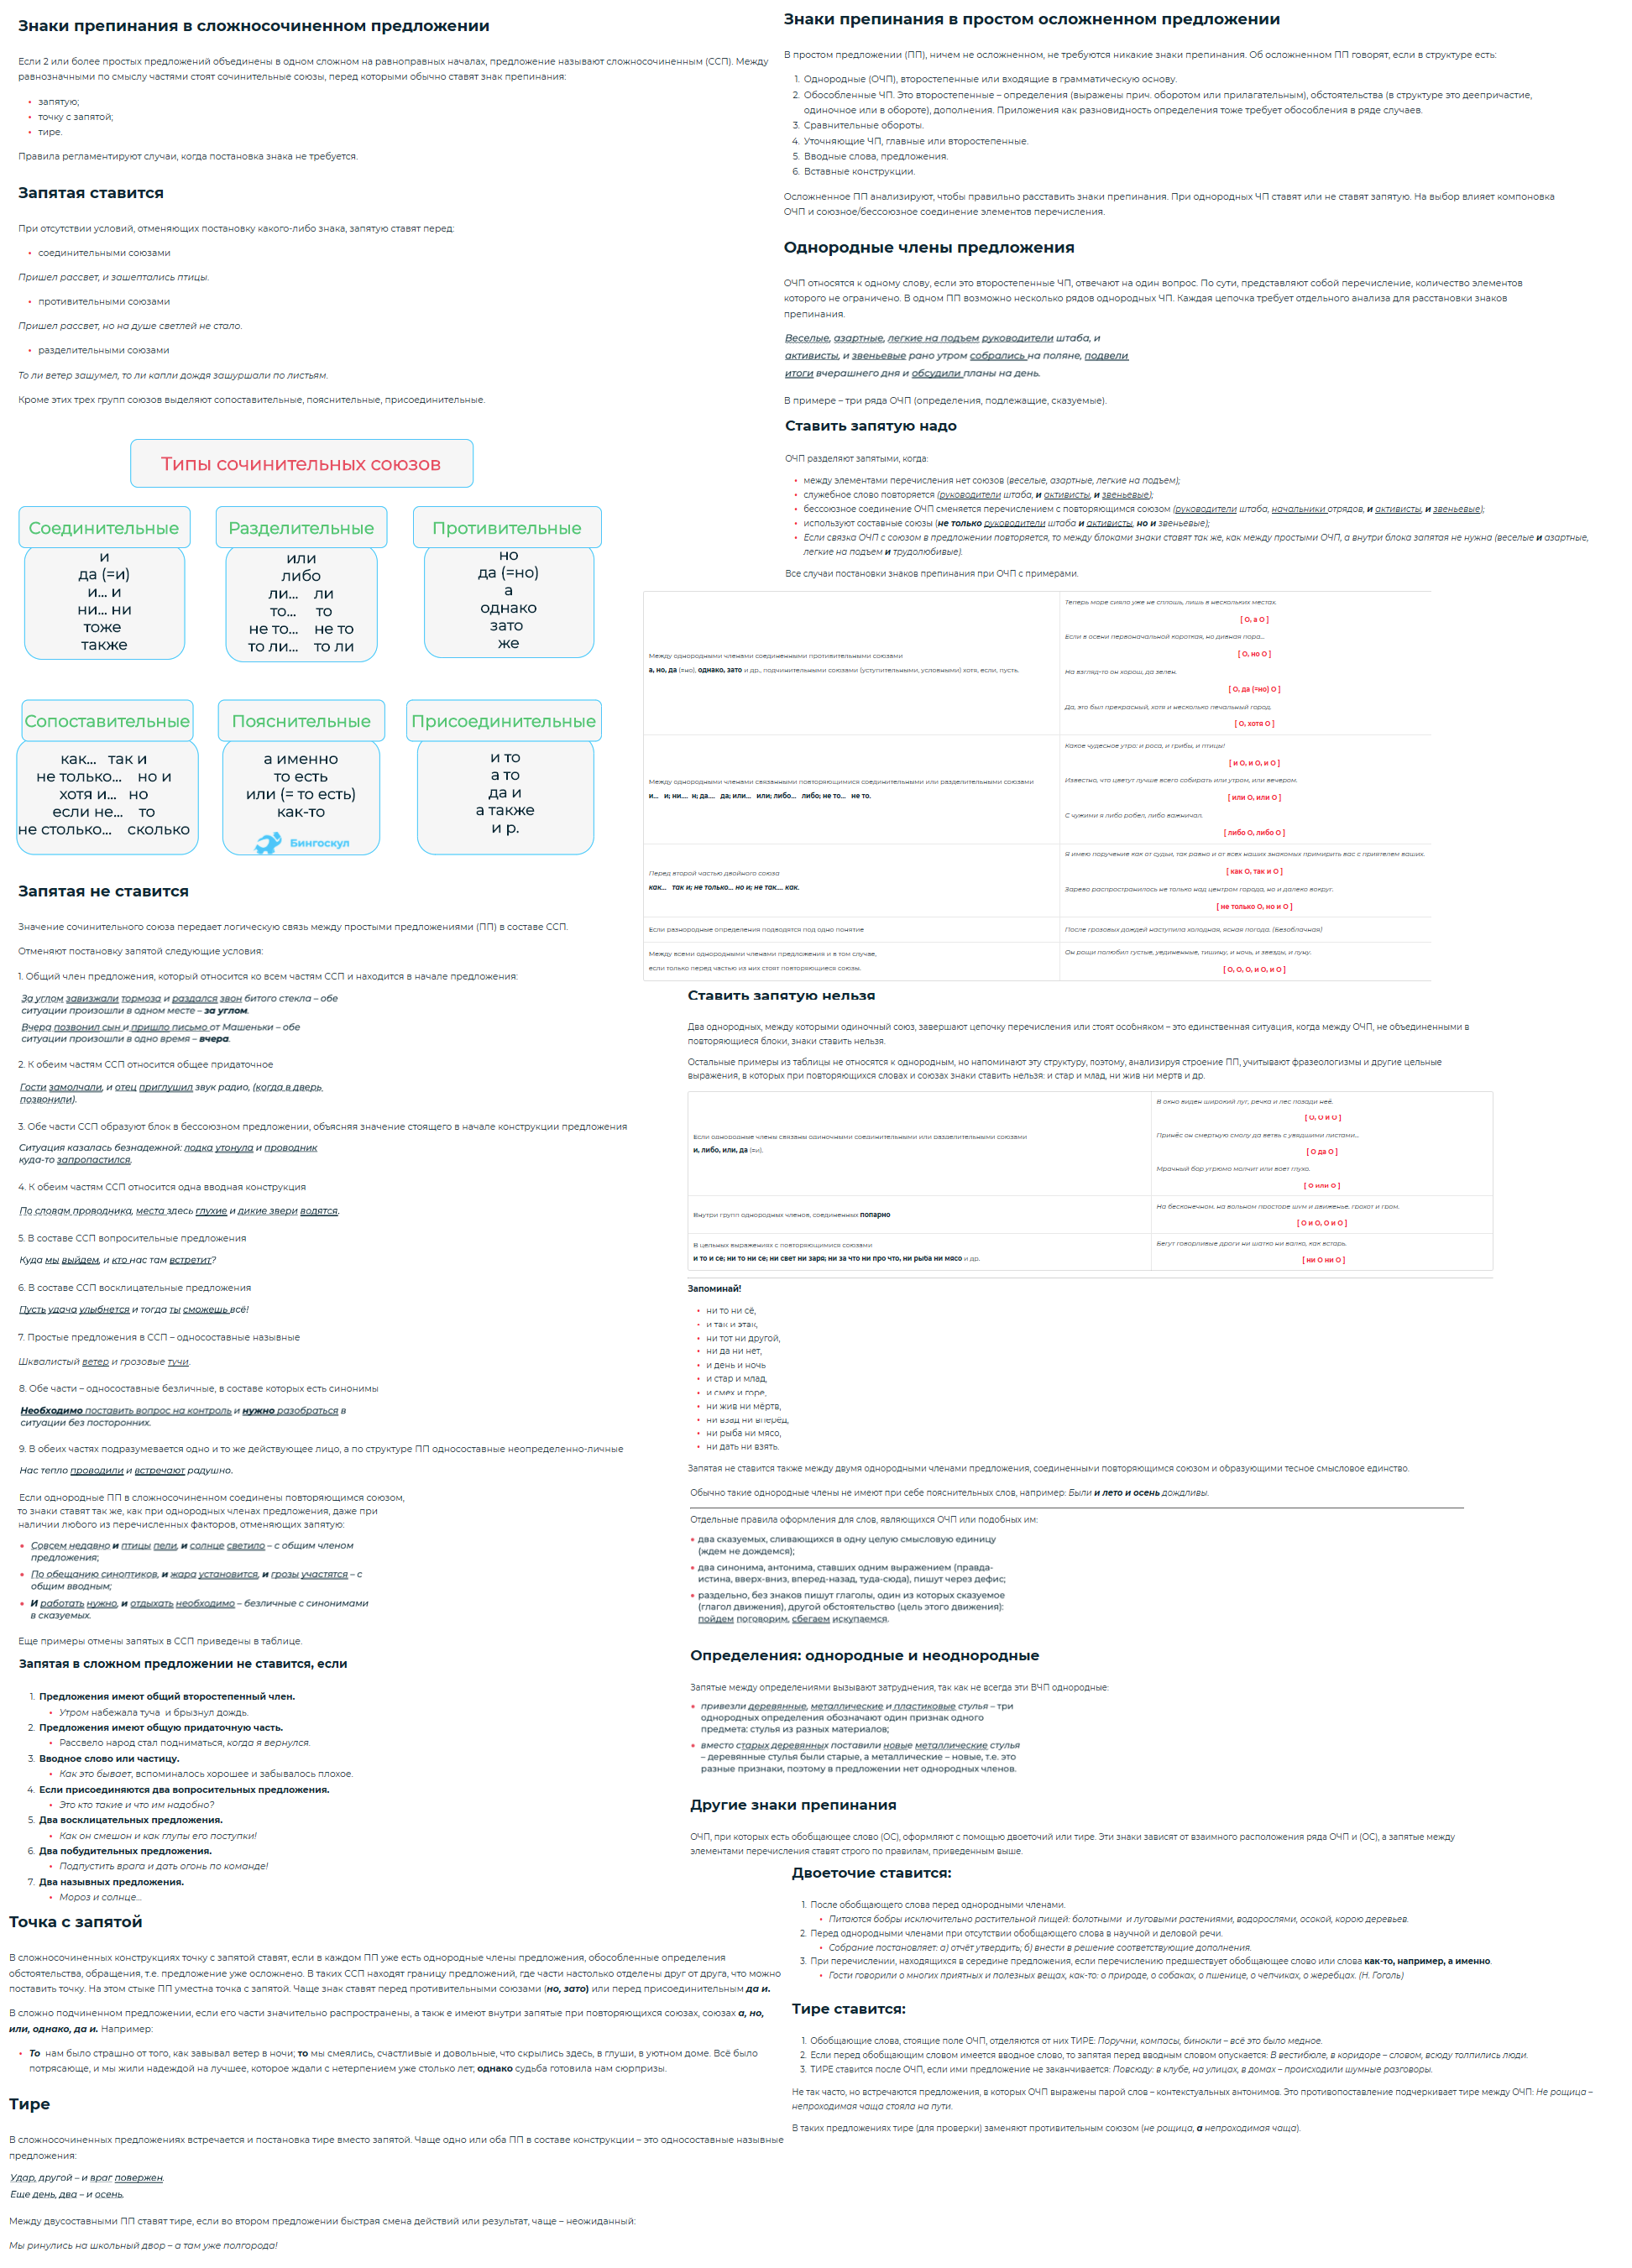 Знаки препинания в сложносочиненном предложении
Если 2 или более простых предложений объединены в одном сложном на равноправных началах, предложение называют сложносочиненным (ССП). Между
равнозначными по смыслу частями стоят сочинительные союзы, перед которыми обычно ставят знак препинания:
запятую;
точку с запятой;
тире.
Правила регламентируют случаи, когда постановка знака не требуется.
Запятая ставится
При отсутствии условий, отменяющих постановку какого-либо знака, запятую ставят перед:
соединительными союзами
Пришел рассвет, и зашептались птицы.
противительными союзами
Пришел рассвет, но на душе светлей не стало.
разделительными союзами
То ли ветер зашумел, то ли капли дождя зашуршали по листьям.
Кроме этих трех групп союзов выделяют сопоставительные, пояснительные, присоединительные.
Типы сочинительных союзов
Соединительные
и
да (=и)
и... и
ни... ни
тоже
также
Разделительные
или
либо
ли... ли
то... то
не то... не то
то ли... то ли
Противительные
но
да (=но)
а
однако
зато
же
Сопоставительные
как... так и
не только... но и
хотя и... но
если не... то
не столько... сколько
Пояснительные
а именно
то есть
или (= то есть)
как-то
Бингоскул
Присоединительные
и то
а то
да и
а также
и р.
Запятая не ставится
Значение сочинительного союза передает логическую связь между простыми предложениями (ПП) в составе ССП.
Отменяют постановку запятой следующие условия:
1. Общий член предложения, который относится ко всем частям ССП и находится в начале предложения:
За углом завизжали тормоза и раздался звон битого стекла – обе
ситуации произошли в одном месте – за углом.
Вчера позвонил сын и пришло письмо от Машеньки – обе
ситуации произошли в одно время – вчера.
2. К обеим частям ССП относится общее придаточное
Гости замолчали, и отец приглушил звук радио, (когда в дверь
позвонили).
3. Обе части ССП образуют блок в бессоюзном предложении, объясняя значение стоящего в начале конструкции предложения
Ситуация казалась безнадежной: лодка утонула и проводник
куда-то запропастился.
4. К обеим частям ССП относится одна вводная конструкция
По словам проводника, места здесь глухие и дикие звери водятся.
5. В составе ССП вопросительные предложения
Куда мы выйдем, и кто нас там встретит?
6. В составе ССП восклицательные предложения
Пусть удача улыбнется и тогда ты сможешь всё!
7. Простые предложения в ССП – односоставные назывные
Шквалистый ветер и грозовые тучи.
8. Обе части – односоставные безличные, в составе которых есть синонимы
Необходимо поставить вопрос на контроль и нужно разобраться в
ситуации без посторонних.
9. В обеих частях подразумевается одно и то же действующее лицо, а по структуре ПП односоставные неопределенно-личные
Нас тепло проводили и встречают радушно.
Если однородные ПП в сложносочиненном соединены повторяющимся союзом,
то знаки ставят так же, как при однородных членах предложения, даже при
наличии любого из перечисленных факторов, отменяющих запятую:
Совсем недавно и птицы пели, и солнце светило – с общим членом
предложения;
По обещанию синоптиков, и жара установится, и грозы участятся – с
общим вводным;
И работать нужно, и отдыхать необходимо – безличные с синонимами
в сказуемых.
Еще примеры отмены запятых в ССП приведены в таблице.
Запятая в сложном предложении не ставится, если
1. Предложения имеют общий второстепенный член.
Утром набежала туча и брызнул дождь.
2. Предложения имеют общую придаточную часть.
Рассвело народ стал подниматься, когда я вернулся.
3. Вводное слово или частицу.
Как это бывает, вспоминалось хорошее и забывалось плохое.
4. Если присоединяются два вопросительных предложения.
Это кто такие и что им надобно?
5. Два восклицательных предложения.
Как он смешон и как глупы его поступки!
6. Два побудительных предложения.
Подпустить врага и дать огонь по команде!
7. Два назывных предложения.
Мороз и солнце...
Точка с запятой
В сложносочиненных конструкциях точку с запятой ставят, если в каждом ПП уже есть однородные члены предложения, обособленные определения
обстоятельства, обращения, т.е. предложение уже осложнено. В таких ССП находят границу предложений, где части настолько отделены друг от друга, что можно
поставить точку. На этом стыке ПП уместна точка с запятой. Чаще знак ставят перед противительными союзами (но, зато) или перед присоединительным да и.
В сложно подчиненном предложении, если его части значительно распространены, а такж е имеют внутри запятые при повторяющихся союзах, союзах а, но,
или, однако, да и. Например:
То нам было страшно от того, как завывал ветер в ночи; то мы смеялись, счастливые и довольные, что скрылись здесь, в глуши, в уютном доме. Всё было
потрясающе, и мы жили надеждой на лучшее, которое ждали с нетерпением уже столько лет; однако судьба готовила нам сюрпризы.
Тире
В сложносочиненных предложениях встречается и постановка тире вместо запятой. Чаще одно или оба ПП в составе конструкции – это односоставные назывные
предложения:
Удар, другой – и враг повержен.
Еще день, два – и осень.
Между двусоставными ПП ставят тире, если во втором предложении быстрая смена действий или результат, чаще – неожиданный:
Мы ринулись на школьный двор – а там уже полгорода!
Знаки препинания в простом осложненном предложении
В простом предложении (ПП), ничем не осложненном, не требуются никакие знаки препинания. Об осложненном ПП говорят, если в структуре есть:
1. Однородные (ОЧП), второстепенные или входящие в грамматическую основу.
2. Обособленные ЧП. Это второстепенные – определения (выражены прич. оборотом или прилагательным), обстоятельства (в структуре это деепричастие,
одиночное или в обороте), дополнения. Приложения как разновидность определения тоже требует обособления в ряде случаев.
3. Сравнительные обороты.
4. Уточняющие ЧП, главные или второстепенные.
5. Вводные слова, предложения.
6. Вставные конструкции.
Осложненное ПП анализируют, чтобы правильно расставить знаки препинания. При однородных ЧП ставят или не ставят запятую. На выбор влияет компоновка
ОЧП и союзное/бессоюзное соединение элементов перечисления.
Однородные члены предложения
ОЧП относятся к одному слову, если это второстепенные ЧП, отвечают на один вопрос. По сути, представляют собой перечисление, количество элементов
которого не ограничено. В одном ПП возможно несколько рядов однородных ЧП. Каждая цепочка требует отдельного анализа для расстановки знаков
препинания.
Веселые, азартные, легкие на подъем руководители штаба, и
активисты, и звеньевые рано утром собрались на поляне, подвели
итоги вчерашнего дня и обсудили планы на день.
В примере – три ряда ОЧП (определения, подлежащие, сказуемые).
Ставить запятую надо
ОЧП разделяют запятыми, когда:
между элементами перечисления нет союзов (веселые, азартные, легкие на подъем);
служебное слово повторяется (руководители штаба, и активисты, и звеньевые);
бессоюзное соединение ОЧП сменяется перечислением с повторяющимся союзом (руководители штаба, начальники отрядов, и активисты, и звеньевые);
используют составные союзы (не только руководители штаба и активисты, но и звеньевые);
Если связка ОЧП с союзом в предложении повторяется, то между блоками знаки ставят так же, как между простыми ОЧП, а внутри блока запятая не нужна (веселые и азартные,
легкие на подъем и трудолюбивые).
Все случаи постановки знаков препинания при ОЧП с примерами.
Между однородными членами соединенными противительными союзами
а, но, да (=но), однако, зато и др., подчинительными союзами (уступительными, условными) хотя, если, пусть.
Теперь море сияло уже не сплошь, лишь в нескольких местах.
[ О, а О ]
Если в осени первоначальной короткая, но дивная пора...
[ О, но О ]
На взгляд-то он хорош, да зелен.
[ О, да (=но) О ]
Да, это был прекрасный, хотя и несколько печальный город.
[ О, хотя О ]
Между однородными членами связанными повторяющимися соединительными или разделительными союзами
и... и; ни.... н; да.... да; или... или; либо... либо; не то... не то.
Какое чудесное утро: и роса, и грибы, и птицы!
[ и О, и О, и О ]
Известно, что цветут лучше всего собирать или утром, или вечером.
[ или О, или О ]
С чужими я либо робел, либо важничал.
[ либо О, либо О ]
Перед второй частью двойного союза
как... так и; не только... но и; не так.... как.
Я имею поручение как от судьи, так равно и от всех наших знакомых примирить вас с приятелем ваших.
[ как О, так и О ]
Зарево распространилось не только над центром города, но и далеко вокруг.
[ не только О, но и О ]
Если разнородные определения подводятся под одно понятие
После грозовых дождей наступила холодная, ясная погода. (Безоблачная)
Между всеми однородными членами предложения и в том случае,
если только перед частью из них стоят повторяющиеся союзы.
Он рощи полюбил густые, уединенные, тишину, и ночь, и звезды, и луну.
[ О, О, О, и О, и О ]
Ставить запятую нельзя
Два однородных, между которыми одиночный союз, завершают цепочку перечисления или стоят особняком – это единственная ситуация, когда между ОЧП, не объединенными в
повторяющиеся блоки, знаки ставить нельзя.
Остальные примеры из таблицы не относятся к однородным, но напоминают эту структуру, поэтому, анализируя строение ПП, учитывают фразеологизмы и другие цельные
выражения, в которых при повторяющихся словах и союзах знаки ставить нельзя: и стар и млад, ни жив ни мертв и др.
Если однородные члены связаны одиночными соединительными или разделительными союзами
и, либо, или, да (=и).
В окно виден широкий луг, речка и лес позади неё.
[ О, О и О ]
Принёс он смертную смолу да ветвь с увядшими листами...
[ О да О ]
Мрачный бор угрюмо молчит или воет глухо.
[ О или О ]
Внутри групп однородных членов, соединённых попарно
На бесконечном, на вольном просторе шум и движенье, грохот и гром.
[ О и О, О и О ]
В цельных выражениях с повторяющимися союзами
и то и се; ни то ни се; ни свет ни заря; ни за что ни про что, ни рыба ни мясо и др.
Бегут говорливые дроги ни шатко ни валко, как встарь.
[ ни О ни О ]
Запоминай!
ни то ни сё,
и так и этак,
ни тот ни другой,
ни да ни нет,
и день и ночь
и стар и млад,
и смех и горе,
ни жив ни мёртв,
ни взад ни вперёд,
ни рыба ни мясо,
ни дать ни взять.
Запятая не ставится также между двумя однородными членами предложения, соединенными повторяющимся союзом и образующими тесное смысловое единство.
Обычно такие однородные члены не имеют при себе пояснительных слов, например: Были и лето и осень дождливы.
Отдельные правила оформления для слов, являющихся ОЧП или подобных им:
два сказуемых, сливающихся в одну целую смысловую единицу
(ждем не дождемся);
два синонима, антонима, ставших одним выражением (правда-
истина, вверх-вниз, вперед-назад, туда-сюда), пишут через дефис;
раздельно, без знаков пишут глаголы, один из которых сказуемое
(глагол движения), другой обстоятельство (цель этого движения):
пойдем поговорим, сбегаем искупаемся.
Определения: однородные и неоднородные
Запятые между определениями вызывают затруднения, так как не всегда эти ВЧП однородные:
привезли деревянные, металлические и пластиковые стулья – три
однородных определения обозначают один признак одного
предмета: стулья из разных материалов;
вместо старых деревянных поставили новые металлические стулья
– деревянные стулья были старые, а металлические – новые, т.е. это
разные признаки, поэтому в предложении нет однородных членов.
Другие знаки препинания
ОЧП, при которых есть обобщающее слово (ОС), оформляют с помощью двоеточий или тире. Эти знаки зависят от взаимного расположения ряда ОЧП и (ОС), а запятые между
элементами перечисления ставят строго по правилам, приведенным выше.
Двоеточие ставится:
1. После обобщающего слова перед однородными членами.
Питаются бобры исключительно растительной пищей: болотными и луговыми растениями, водорослями, осокой, корою деревьев.
2. Перед однородными членами при отсутствии обобщающего слова в научной и деловой речи.
Собрание постановляет: а) отчёт утвердить; б) внести в решение соответствующие дополнения.
3. При перечислении, находящихся в середине предложения, если перечислению предшествует обобщающее слово или слова как-то, например, а именно.
Гости говорили о многих приятных и полезных вещах, как-то: о природе, о собаках, о пшенице, о чепчиках, о жеребцах. (Н. Гоголь)
Тире ставится:
1. Обобщающие слова, стоящие поле ОЧП, отделяются от них ТИРЕ: Поручни, компасы, бинокли – всё это было медное.
2. Если перед обобщающим словом имеется вводное слово, то запятая перед вводным словом опускается: В вестибюле, в коридоре – словом, всюду толпились люди.
3. ТИРЕ ставится после ОЧП, если ими предложение не заканчивается: Повсюду: в клубе, на улицах, в домах – происходили шумные разговоры.
Не так часто, но встречаются предложения, в которых ОЧП выражены парой слов – контекстуальных антонимов. Это противопоставление подчеркивает тире между ОЧП: Не рощица –
непроходимая чаща стояла на пути.
В таких предложениях тире (для проверки) заменяют противительным союзом (не рощица, а непроходимая чаща).